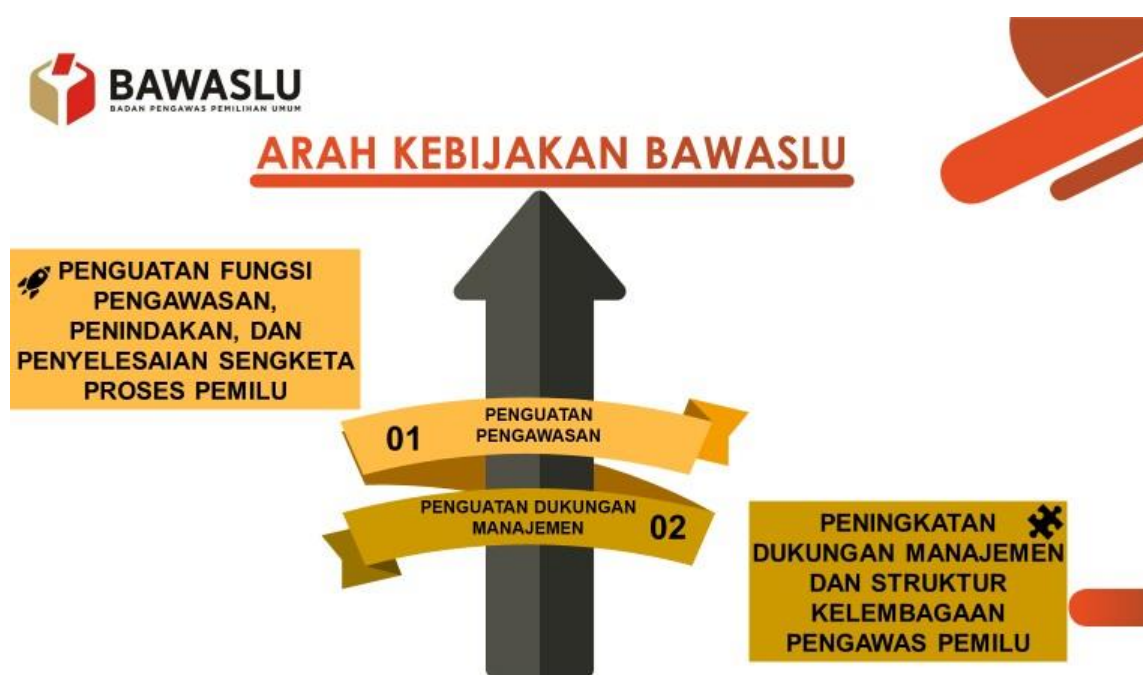 BAWASLU
BADAN PENGAWAS PEMILIHAN UMUM
ARAH KEBIJAKAN BAWASLU
PENGUATAN FUNGSI
PENGAWASAN,
PENINDAKAN, DAN
PENYELESAIAN SENGKETA
PROSES PEMILU
01
PENGUATAN
PENGAWASAN
PENGUATAN DUKUNGAN
MANAJEMEN
02
PENINGKATAN
DUKUNGAN MANAJEMEN
DAN STRUKTUR
KELEMBAGAAN
PENGAWAS PEMILU